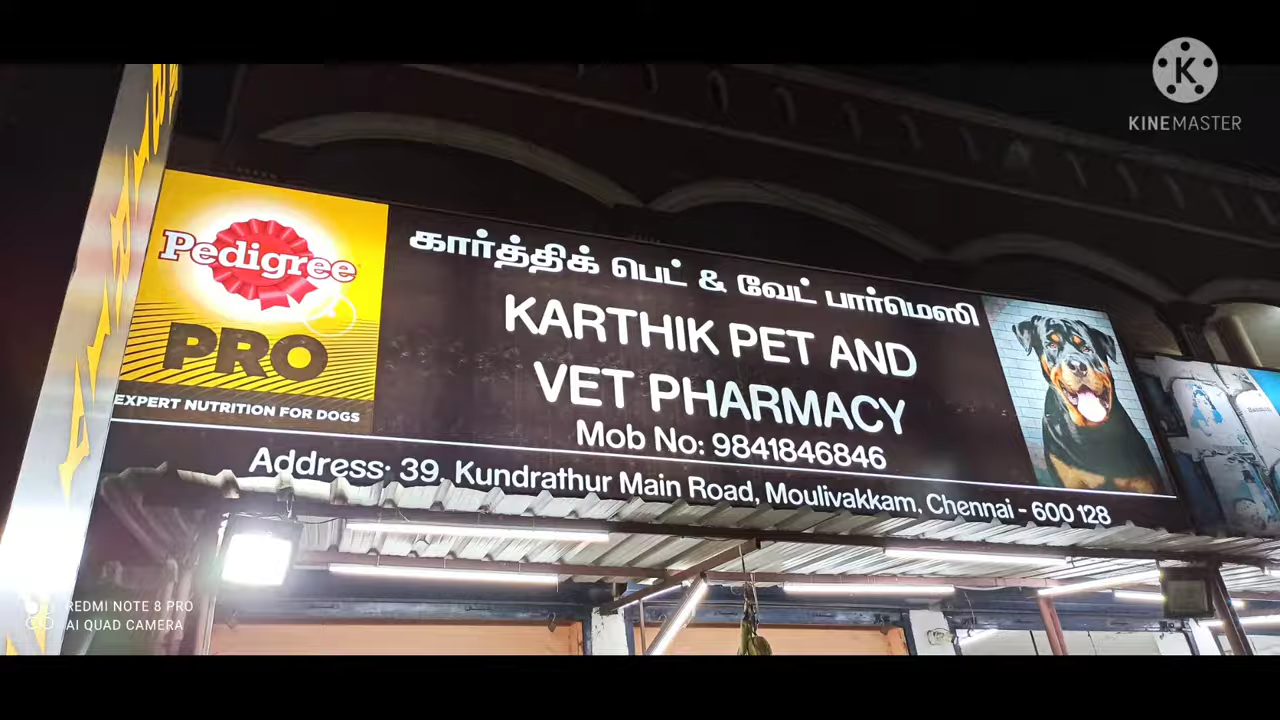 KINEMASTER
Pedigree
PRO
EXPERT NUTRITION FOR DOGS
கார்த்திக் பெட் & வேட் பார்மெஸி
KARTHIK PET AND
VET PHARMACY
Mob No: 9841846846
Address: 39, Kundrathur Main Road, Moulivakkam, Chennai - 600 128
REDMI NOTE 8 PRO
AI QUAD CAMERA